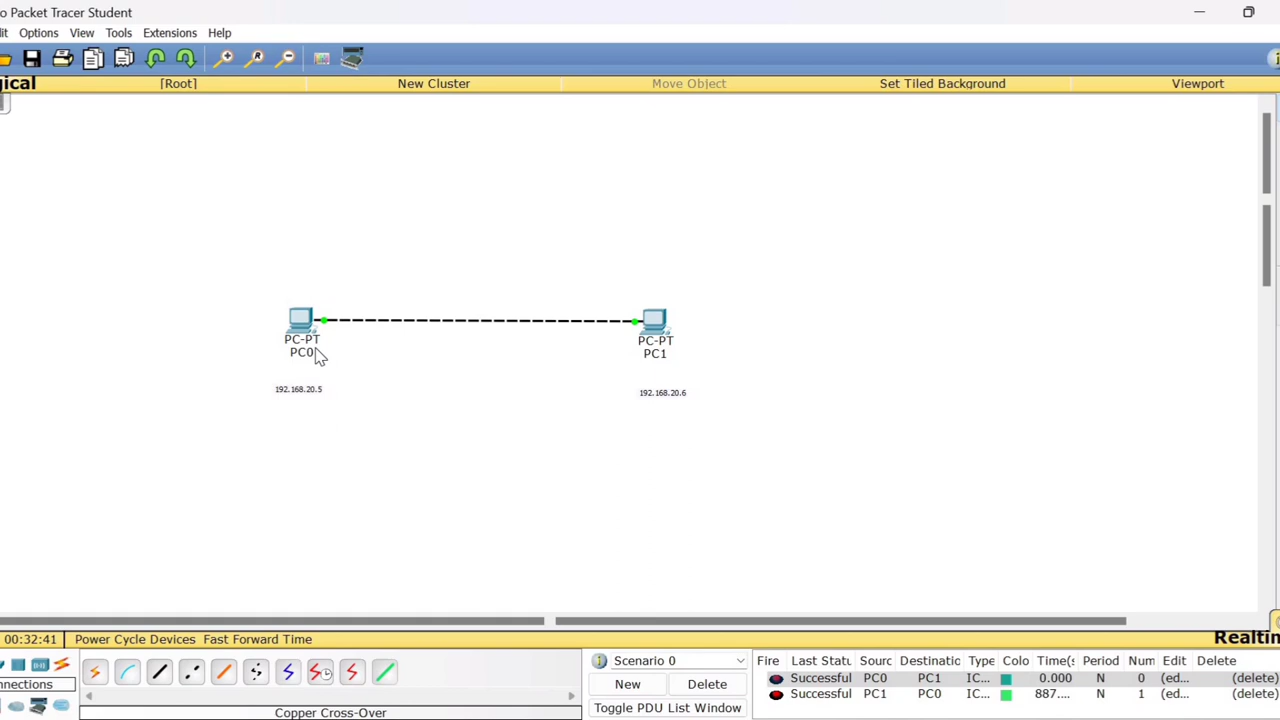 o Packet Tracer Student
it Options View Tools Extensions Help
gical [Root] New Cluster Move Object Set Tiled Background Viewport
PC-PT
PC0
192.168.20.5
PC-PT
PC1
192.168.20.6
00:32:41 Power Cycle Devices Fast Forward Time Realtim
nnections
Copper Cross-Over
Scenario 0
New Delete
Toggle PDU List Window
Fire Last Statu Sourc Destinatio Type Colo Time(s Period Num Edit Delete
Successful PC0 PC1 IC... 0.000 N 0 (ed... (delete)
Successful PC1 PC0 IC... 887.... N 1 (ed... (delete)